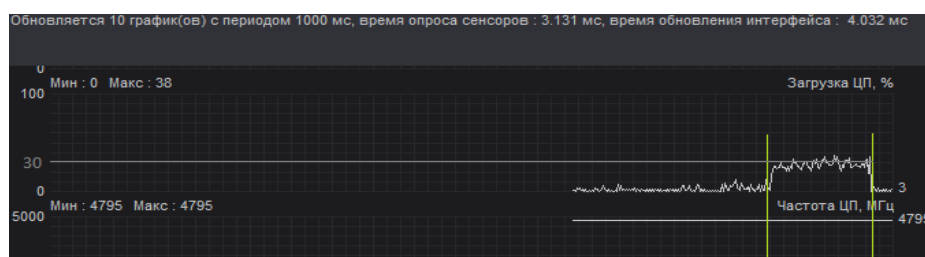 Обновляется 10 график(ов) с периодом 1000 мс, время опроса сенсоров : 3.131 мс, время обновления интерфейса : 4.032 мс
0
Мин : 0 Макс : 38 Загрузка ЦП, %
100
30
0
3
Мин : 4795 Макс : 4795 Частота ЦП, МГц
5000
4795